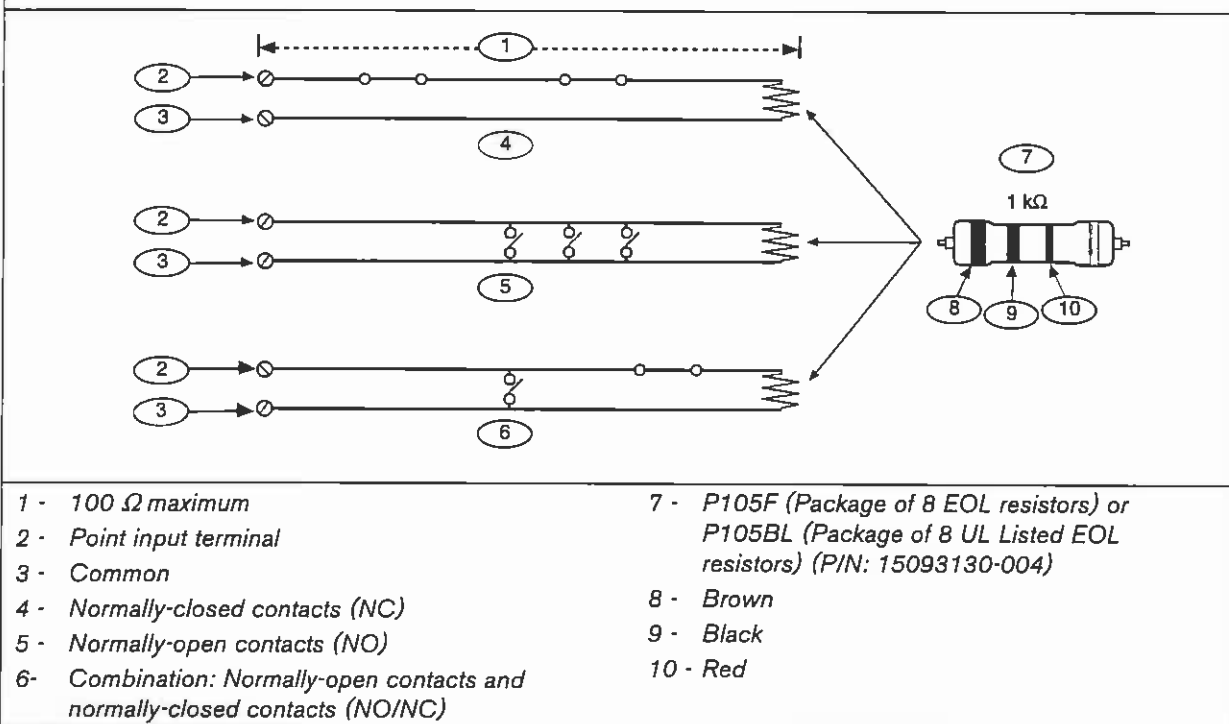 1
2
3
4
7
1 kΩ
2
3
5
8
9
10
2
3
6
1 - 100 Ω maximum
2 - Point input terminal
3 - Common
4 - Normally-closed contacts (NC)
5 - Normally-open contacts (NO)
6- Combination: Normally-open contacts and
normally-closed contacts (NO/NC)
7 - P105F (Package of 8 EOL resistors) or
P105BL (Package of 8 UL Listed EOL
resistors) (P/N: 15093130-004)
8 - Brown
9 - Black
10 - Red